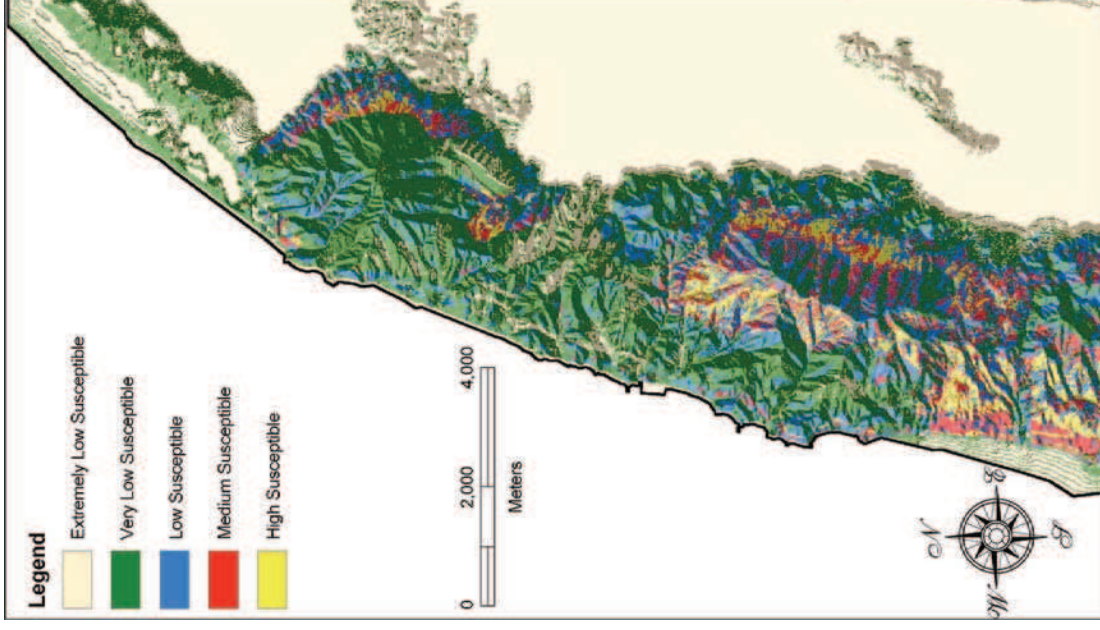 Legend
Extremely Low Susceptible
Very Low Susceptible
Low Susceptible
Medium Susceptible
High Susceptible
0 2,000 4,000
Meters